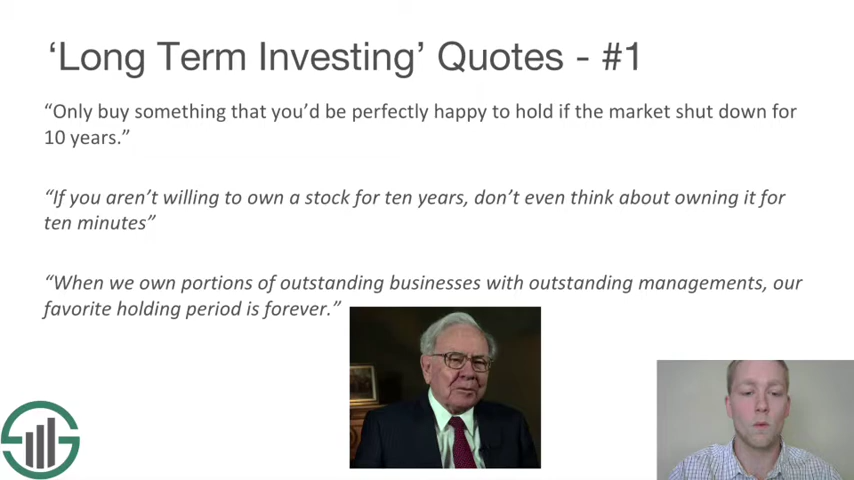 ‘Long Term Investing’ Quotes - #1
“Only buy something that you’d be perfectly happy to hold if the market shut down for
10 years.”
“If you aren’t willing to own a stock for ten years, don’t even think about owning it for
ten minutes”
“When we own portions of outstanding businesses with outstanding managements, our
favorite holding period is forever.”